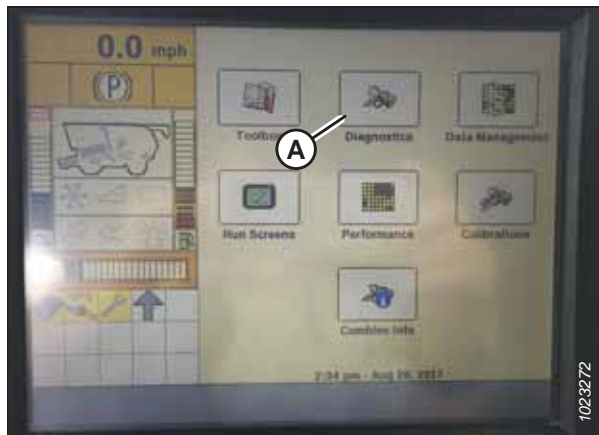 0.0 mph
(P)
Toolbox
Diagnostics
Data Management
A
Run Screens
Performance
Calibrations
Combine Info
2:34 pm - Aug 24, 2017
1023272